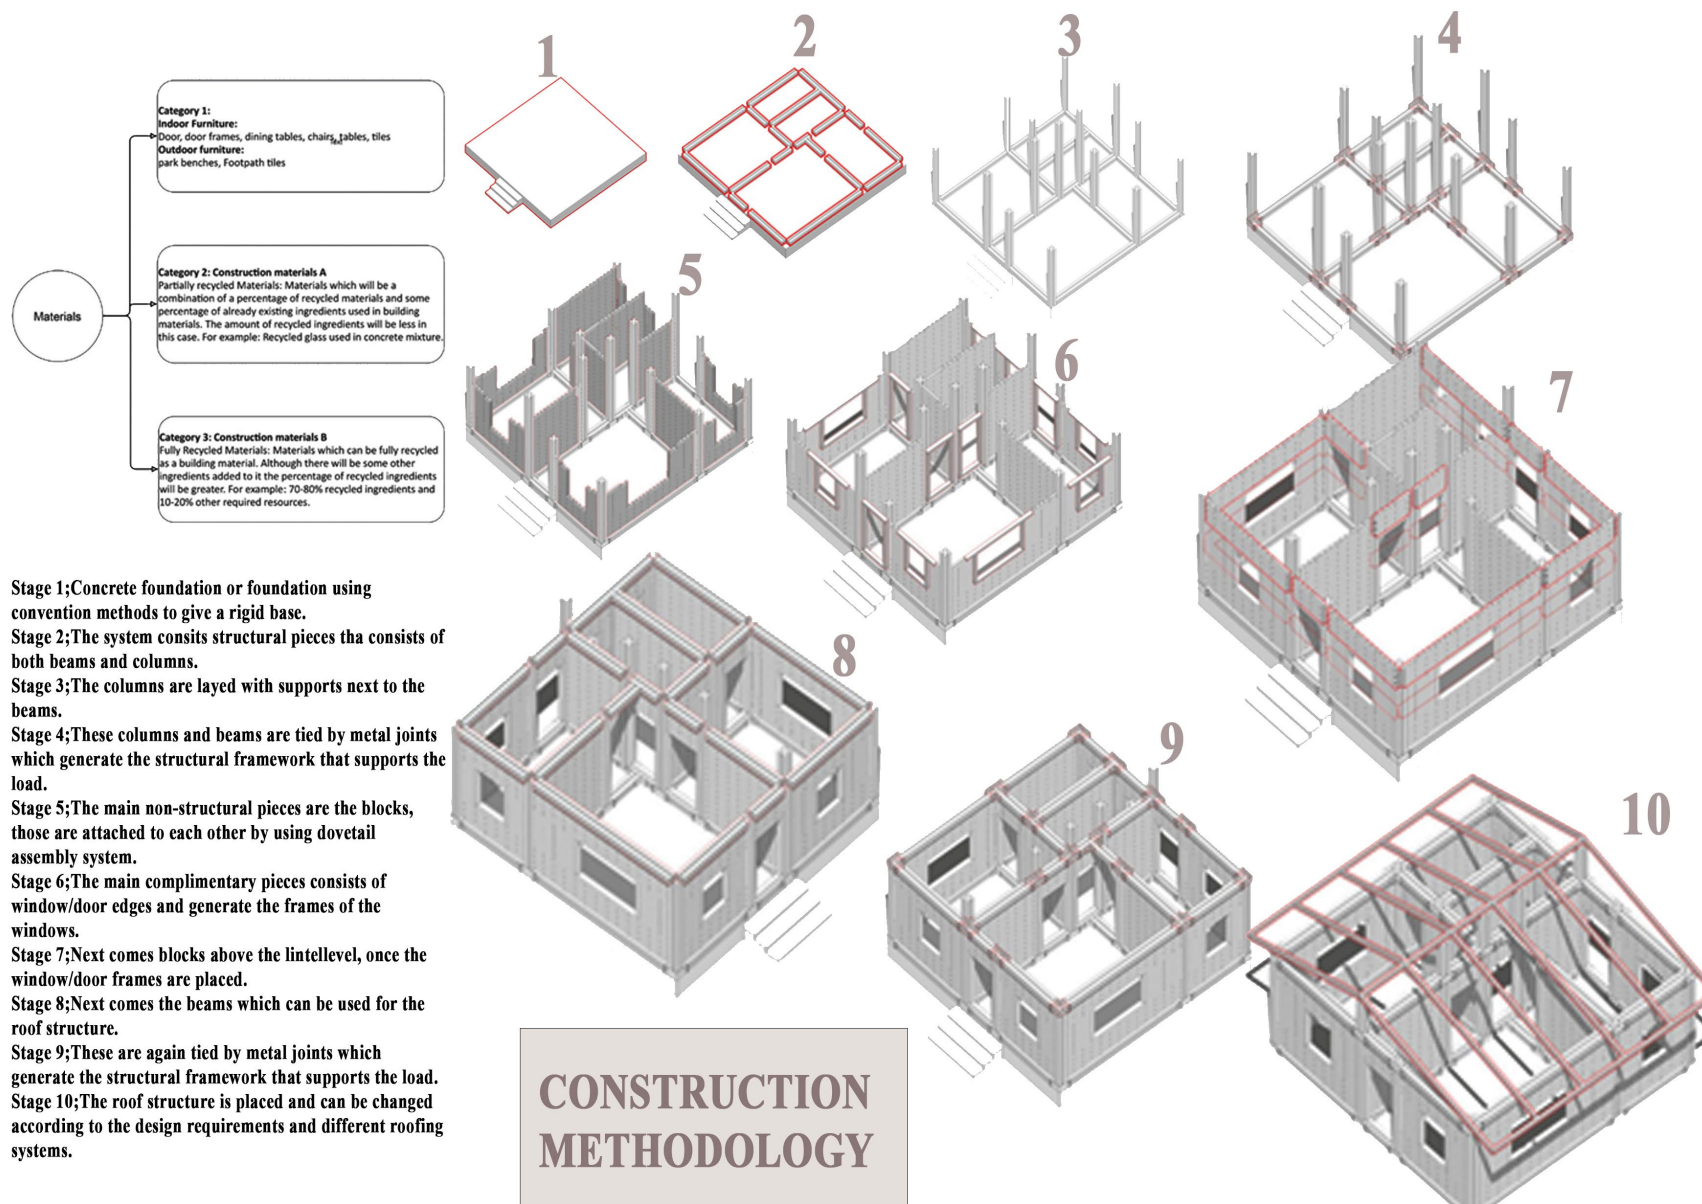 1
2
3
4
5
6
7
8
9
10
Materials
Category 1:
Indoor Furniture:
Door, door frames, dining tables, chairs, tables, tiles
Text
Outdoor furniture:
park benches, Footpath tiles
Category 2: Construction materials A
Partially recycled Materials: Materials which will be a
combination of a percentage of recycled materials and some
percentage of already existing ingredients used in building
materials. The amount of recycled ingredients will be less in
this case. For example: Recycled glass used in concrete mixture.
Category 3: Construction materials B
Fully Recycled Materials: Materials which can be fully recycled
as a building material. Although there will be some other
ingredients added to it the percentage of recycled ingredients
will be greater. For example: 70-80% recycled ingredients and
10-20% other required resources.
Stage 1;Concrete foundation or foundation using
convention methods to give a rigid base.
Stage 2;The system consits structural pieces tha consists of
both beams and columns.
Stage 3;The columns are layed with supports next to the
beams.
Stage 4;These columns and beams are tied by metal joints
which generate the structural framework that supports the
load.
Stage 5;The main non-structural pieces are the blocks,
those are attached to each other by using dovetail
assembly system.
Stage 6;The main complimentary pieces consists of
window/door edges and generate the frames of the
windows.
Stage 7;Next comes blocks above the lintellevel, once the
window/door frames are placed.
Stage 8;Next comes the beams which can be used for the
roof structure.
Stage 9;These are again tied by metal joints which
generate the structural framework that supports the load.
Stage 10;The roof structure is placed and can be changed
according to the design requirements and different roofing
systems.
CONSTRUCTION
METHODOLOGY